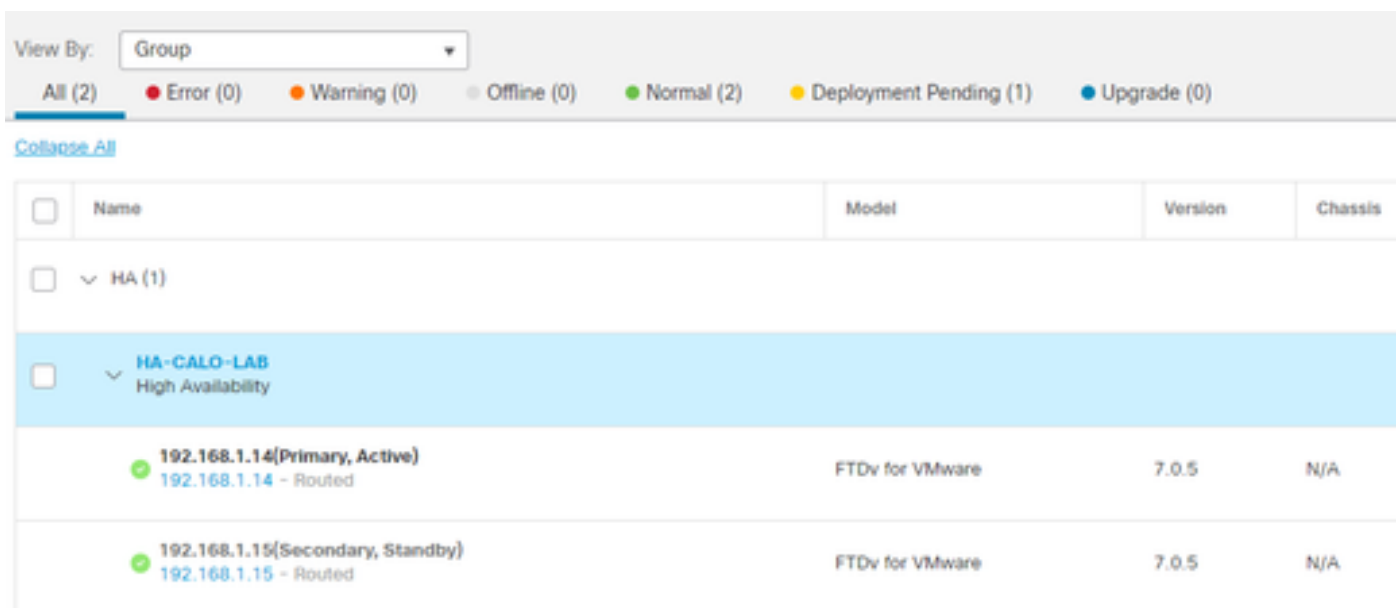 View By: Group
All (2) Error (0) Warning (0) Offline (0) Normal (2) Deployment Pending (1) Upgrade (0)
Collapse All
Name Model Version Chassis
HA (1)
HA-CALO-LAB
High Availability
192.168.1.14(Primary, Active)
192.168.1.14 - Routed
FTDv for VMware 7.0.5 N/A
192.168.1.15(Secondary, Standby)
192.168.1.15 - Routed
FTDv for VMware 7.0.5 N/A